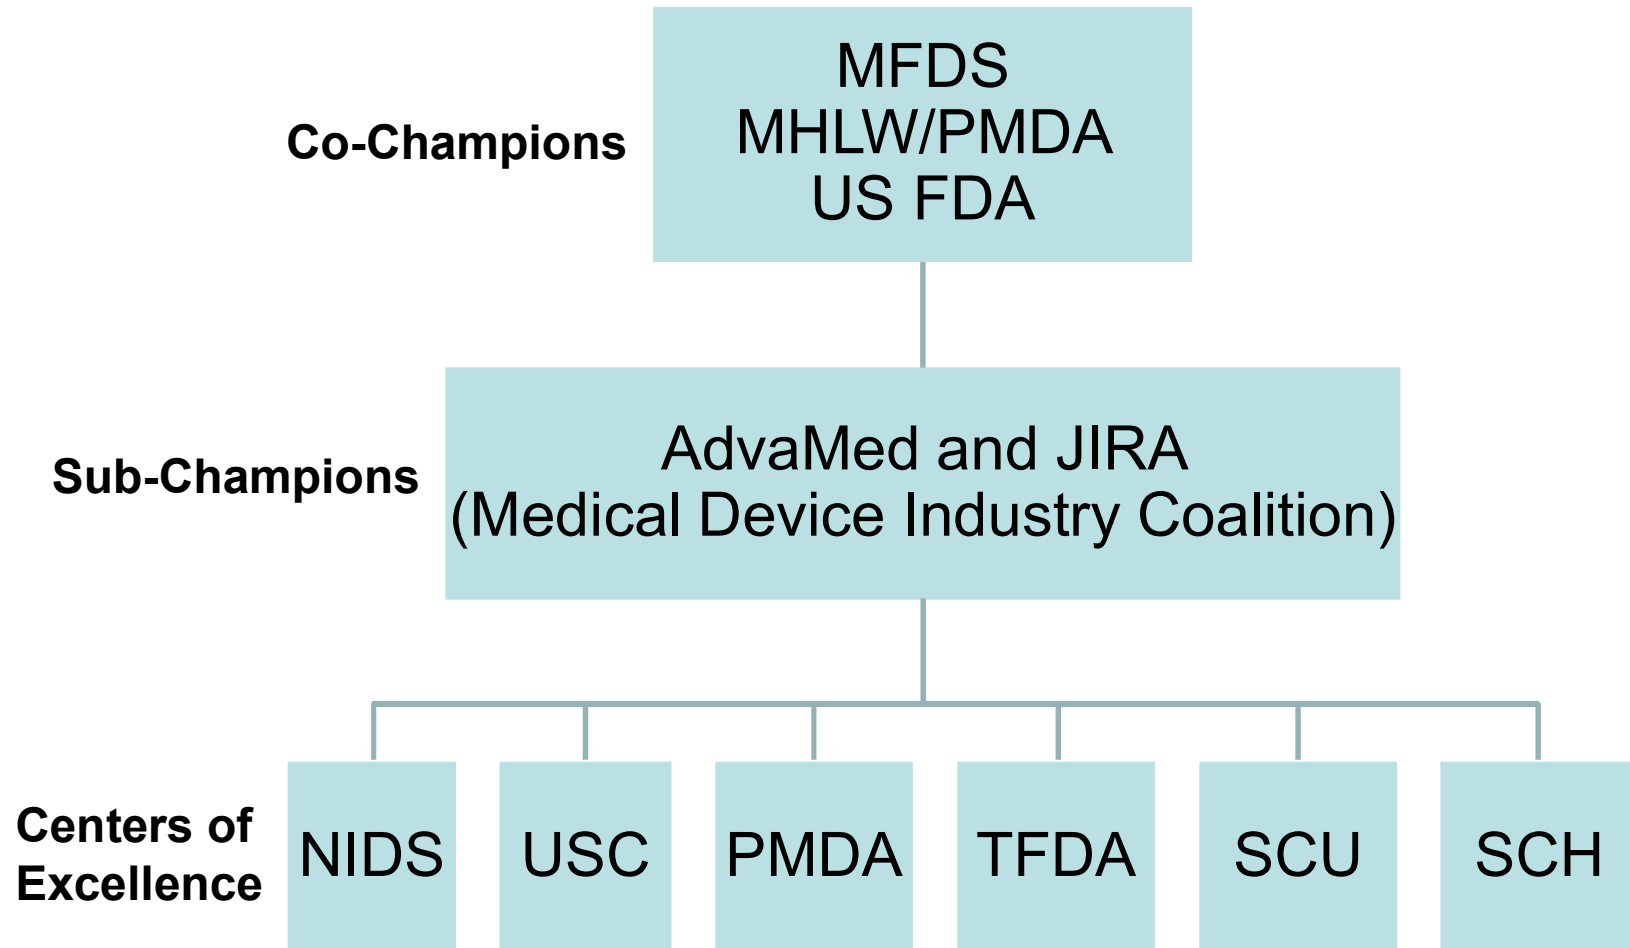 Co-Champions
MFDS
MHLW/PMDA
US FDA
Sub-Champions
AdvaMed and JIRA
(Medical Device Industry Coalition)
Centers of
Excellence
NIDS
USC
PMDA
TFDA
SCU
SCH